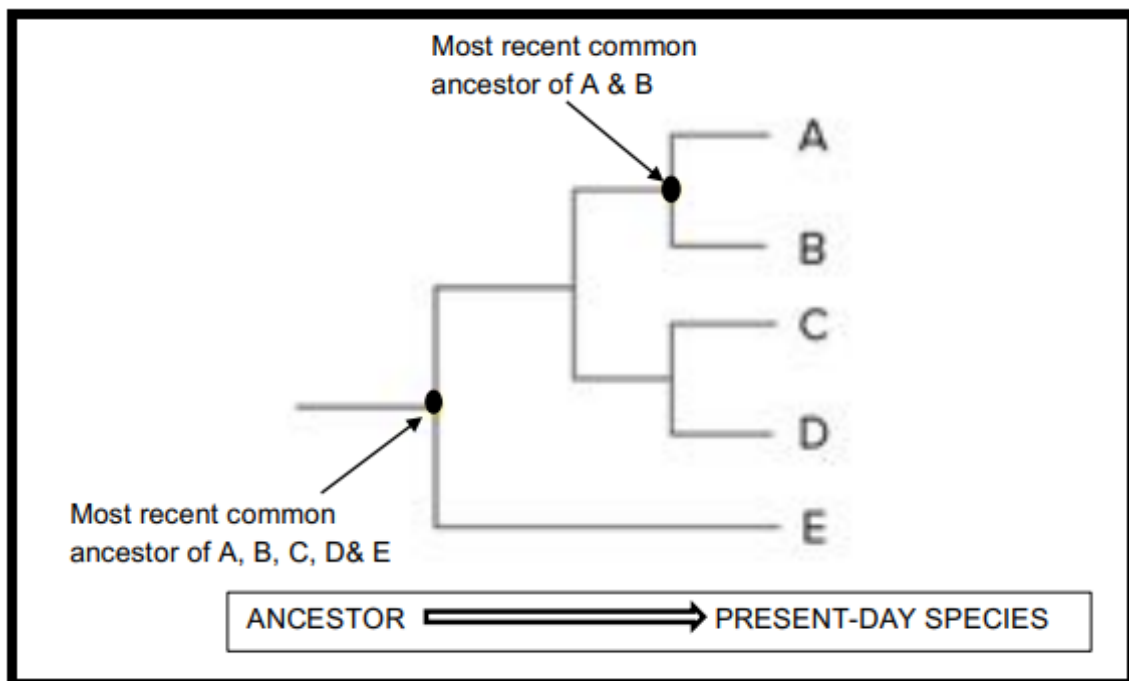 Most recent common
ancestor of A & B
A
B
C
D
E
Most recent common
ancestor of A, B, C, D& E
ANCESTOR PRESENT-DAY SPECIES